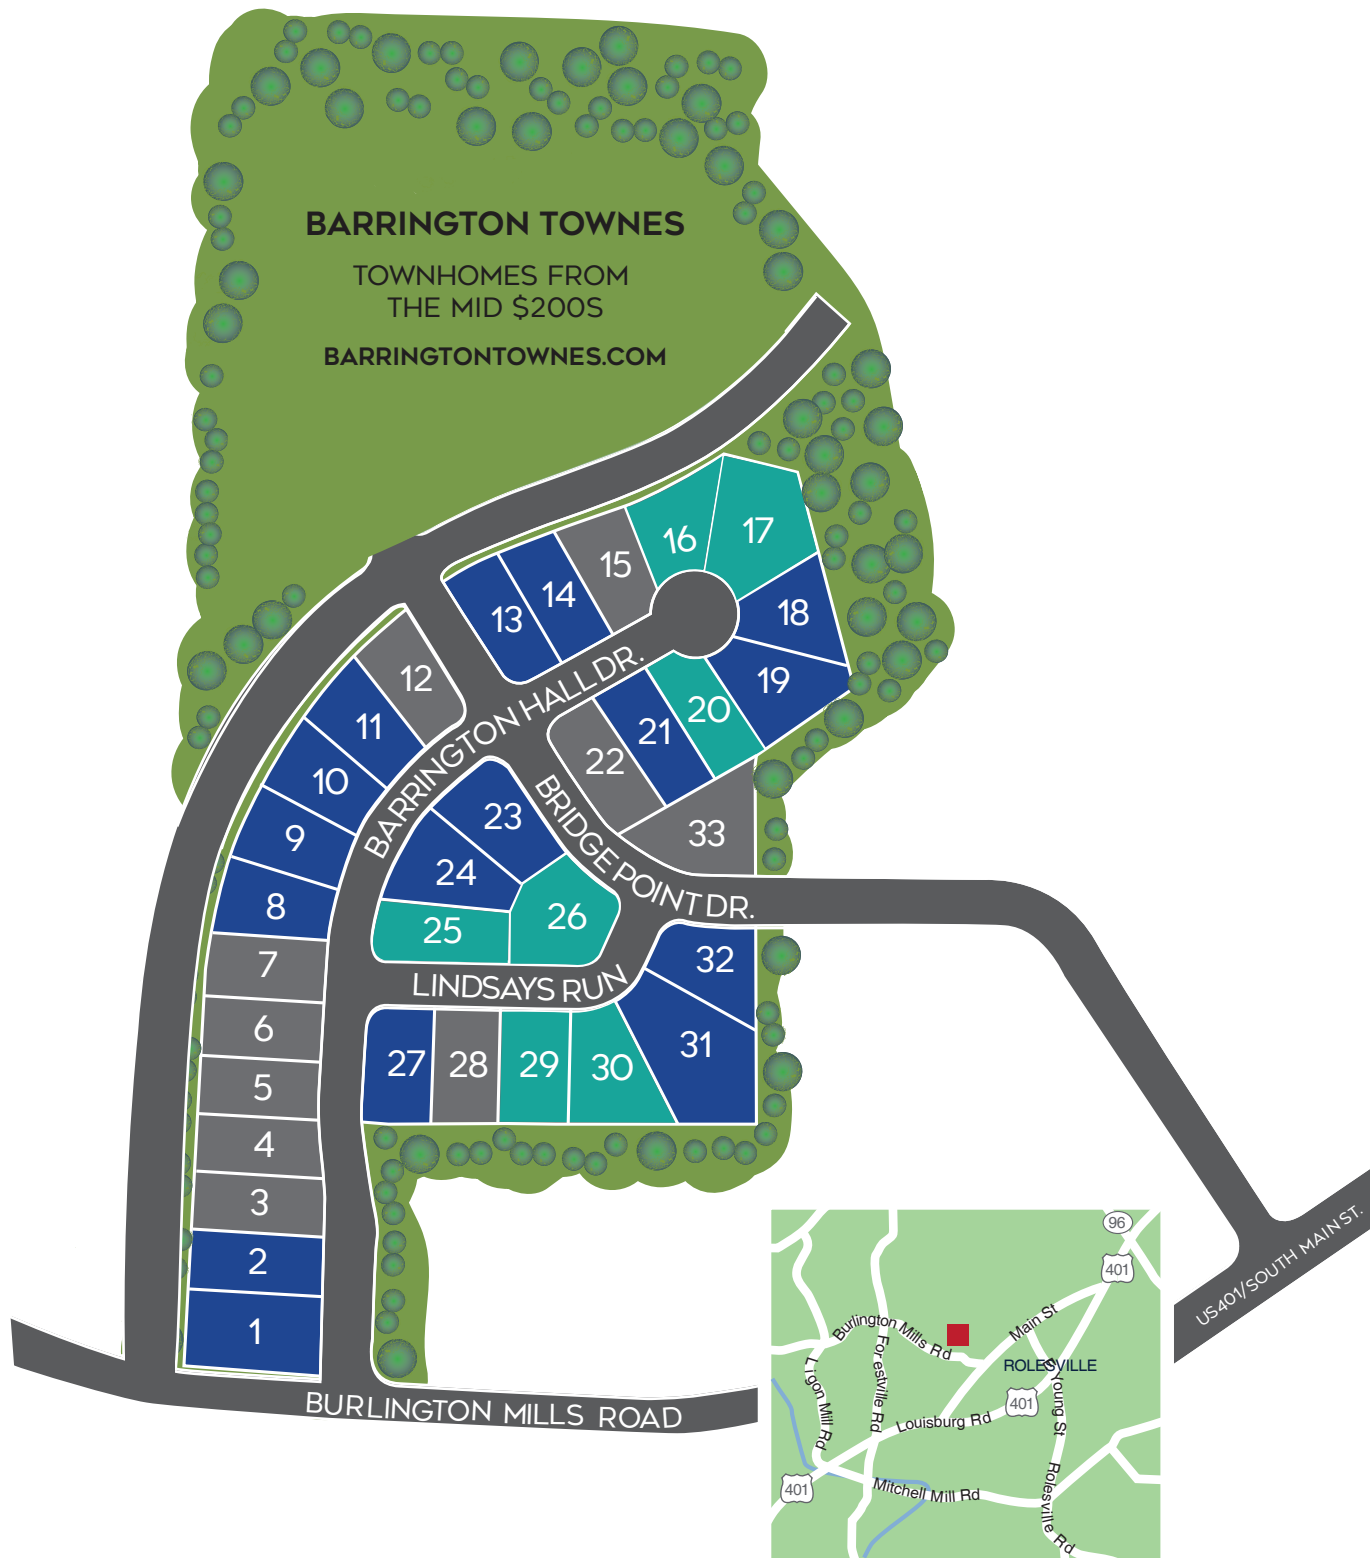 BARRINGTON TOWNES
TOWNHOMES FROM
THE MID $200S
BARRINGTONTOWNES.COM
17
16
15
14
13
18
19
20
21
22
12
11
10
9
8
7
6
5
4
3
2
1
BARRINGTON HALL DR.
BRIDGE POINT DR.
23
24
25
26
33
LINDSAYS RUN
32
31
27
28
29
30
BURLINGTON MILLS ROAD
US401/SOUTH MAIN ST.
96
401
Burlington Mills Rd
Main St
ROLESVILLE
Ligon Mill Rd
Forestville Rd
Young St
401
Louisburg Rd
401
Mitchell Mill Rd
Rolesville Rd